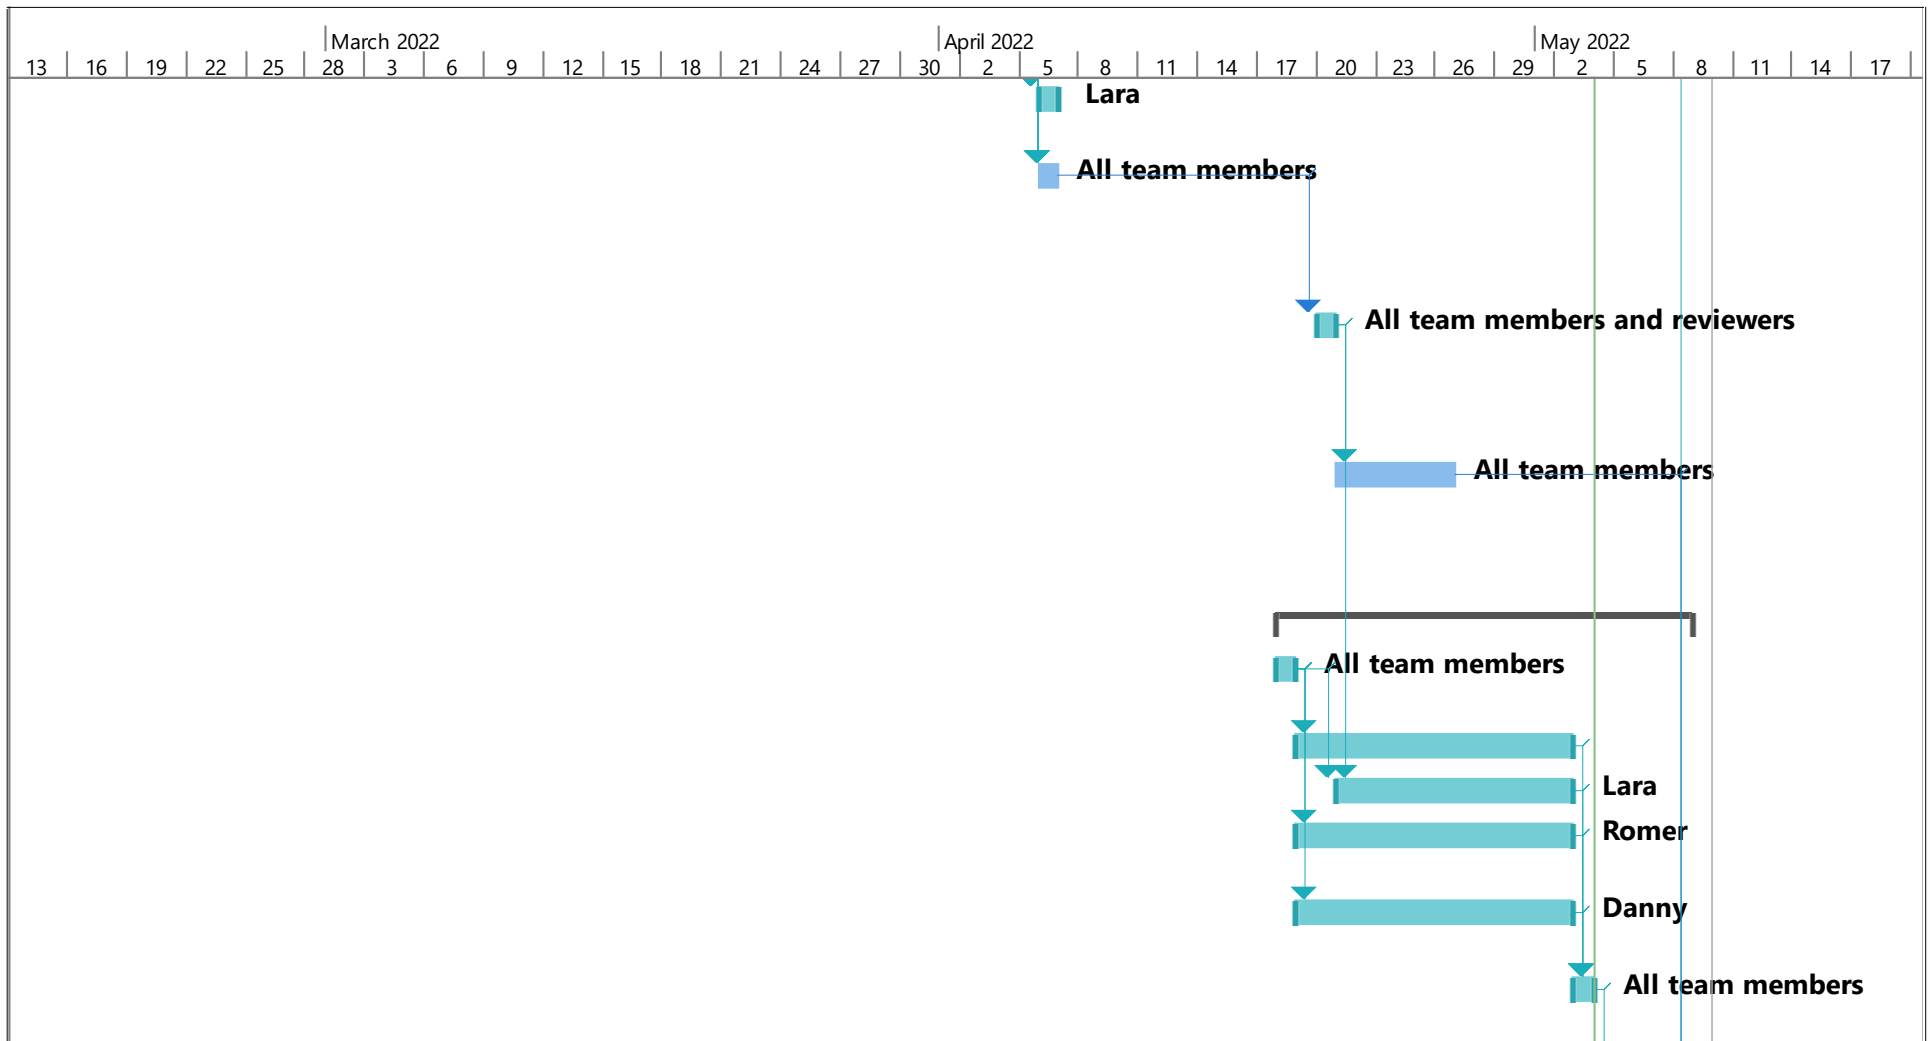 March 2022 April 2022 May 2022
13 16 19 22 25 28 3 6 9 12 15 18 21 24 27 30 2 5 8 11 14 17 20 23 26 29 2 5 8 11 14 17
Lara
All team members
All team members and reviewers
All team members
All team members
Lara
Romer
Danny
All team members